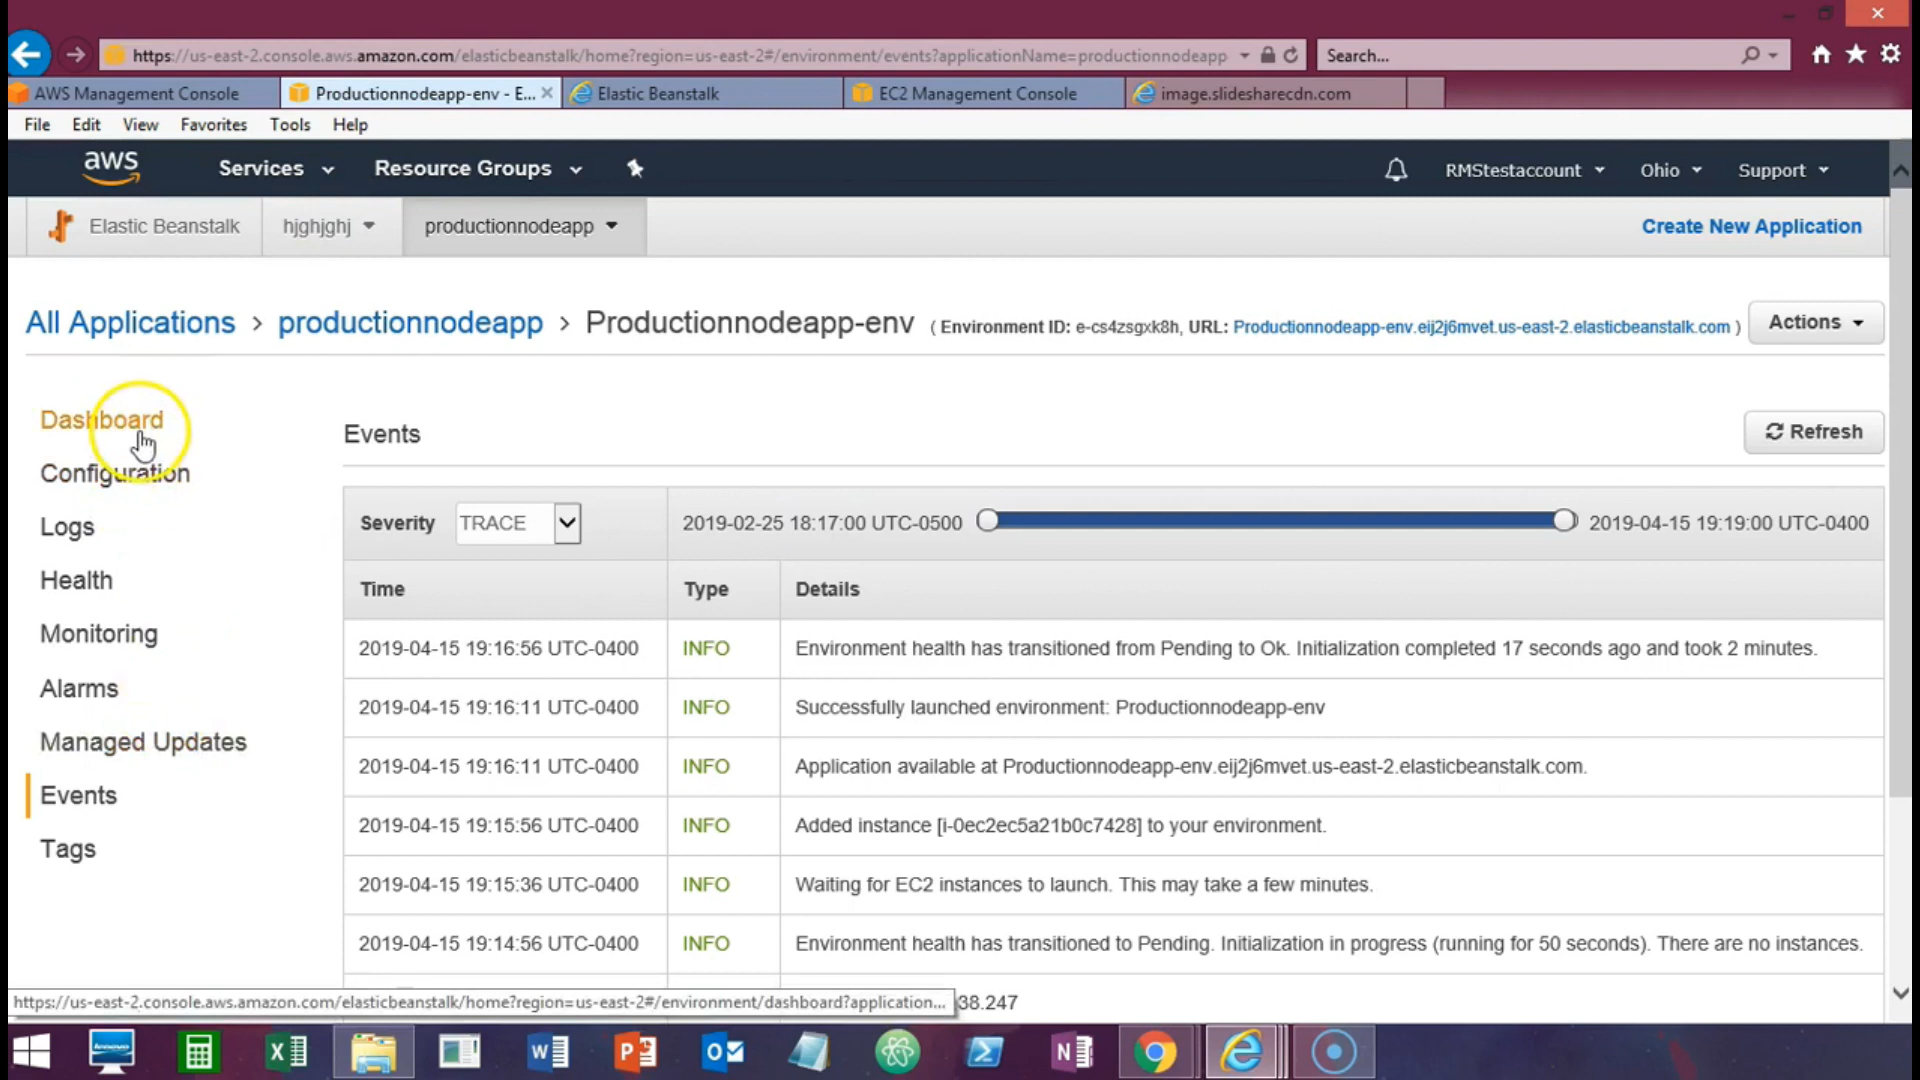 https://us-east-2.console.aws.amazon.com/elasticbeanstalk/home?region=us-east-2#/environment/events?applicationName=productionnodeapp
Search...
AWS Management Console
Productionnodeapp-env - E...
Elastic Beanstalk
EC2 Management Console
image.slidesharecdn.com
File Edit View Favorites Tools Help
aws Services Resource Groups RMStestaccount Ohio Support
Elastic Beanstalk hjghjghj productionnodeapp Create New Application
All Applications > productionnodeapp > Productionnodeapp-env ( Environment ID: e-cs4zsgxk8h, URL: Productionnodeapp-env.eij2j6mvet.us-east-2.elasticbeanstalk.com ) Actions
Dashboard
Configuration
Logs
Health
Monitoring
Alarms
Managed Updates
Events
Tags
Events Refresh
Severity TRACE 2019-02-25 18:17:00 UTC-0500 2019-04-15 19:19:00 UTC-0400
Time Type Details
2019-04-15 19:16:56 UTC-0400 INFO Environment health has transitioned from Pending to Ok. Initialization completed 17 seconds ago and took 2 minutes.
2019-04-15 19:16:11 UTC-0400 INFO Successfully launched environment: Productionnodeapp-env
2019-04-15 19:16:11 UTC-0400 INFO Application available at Productionnodeapp-env.eij2j6mvet.us-east-2.elasticbeanstalk.com.
2019-04-15 19:15:56 UTC-0400 INFO Added instance [i-0ec2ec5a21b0c7428] to your environment.
2019-04-15 19:15:36 UTC-0400 INFO Waiting for EC2 instances to launch. This may take a few minutes.
2019-04-15 19:14:56 UTC-0400 INFO Environment health has transitioned to Pending. Initialization in progress (running for 50 seconds). There are no instances.
https://us-east-2.console.aws.amazon.com/elasticbeanstalk/home?region=us-east-2#/environment/dashboard?application... 38.247
lenovo